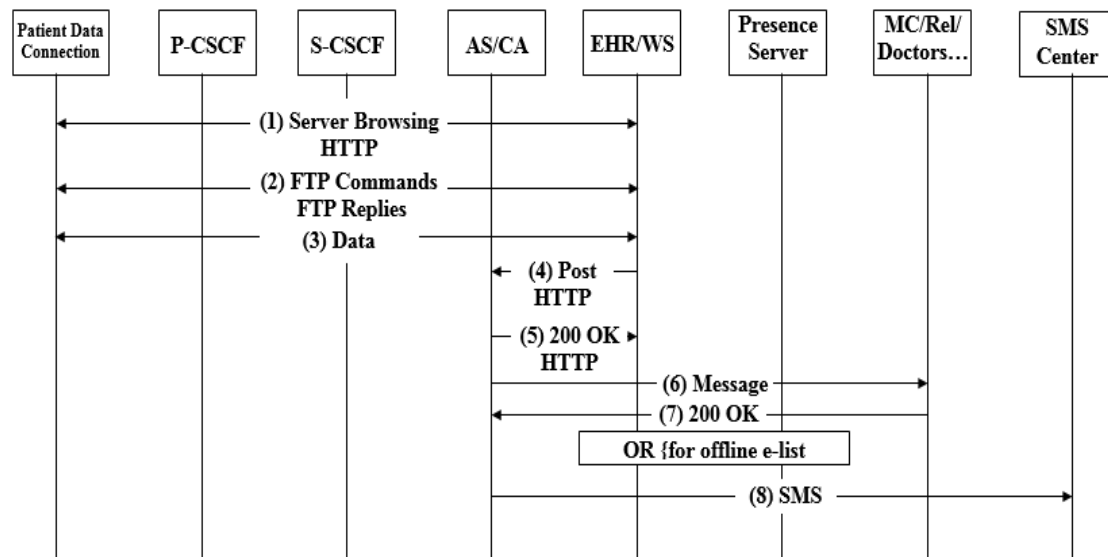 Patient Data
Connection
P-CSCF
S-CSCF
AS/CA
EHR/WS
Presence
Server
MC/Rel/
Doctors…
SMS
Center
(1) Server Browsing
HTTP
(2) FTP Commands
FTP Replies
(3) Data
(4) Post
HTTP
(5) 200 OK
HTTP
(6) Message
(7) 200 OK
OR {for offline e-list
(8) SMS